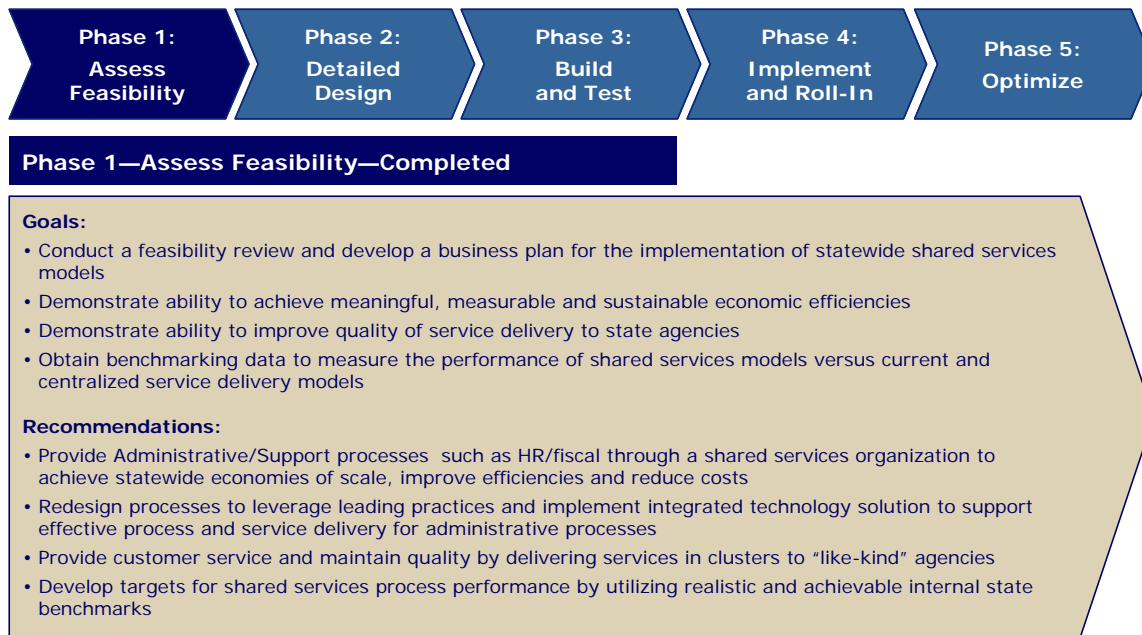 Phase 1:
Assess
Feasibility
Phase 2:
Detailed
Design
Phase 3:
Build
and Test
Phase 4:
Implement
and Roll-In
Phase 5:
Optimize
Phase 1—Assess Feasibility—Completed
Goals:
• Conduct a feasibility review and develop a business plan for the implementation of statewide shared services
models
• Demonstrate ability to achieve meaningful, measurable and sustainable economic efficiencies
• Demonstrate ability to improve quality of service delivery to state agencies
• Obtain benchmarking data to measure the performance of shared services models versus current and
centralized service delivery models
Recommendations:
• Provide Administrative/Support processes such as HR/fiscal through a shared services organization to
achieve statewide economies of scale, improve efficiencies and reduce costs
• Redesign processes to leverage leading practices and implement integrated technology solution to support
effective process and service delivery for administrative processes
• Provide customer service and maintain quality by delivering services in clusters to “like-kind” agencies
• Develop targets for shared services process performance by utilizing realistic and achievable internal state
benchmarks